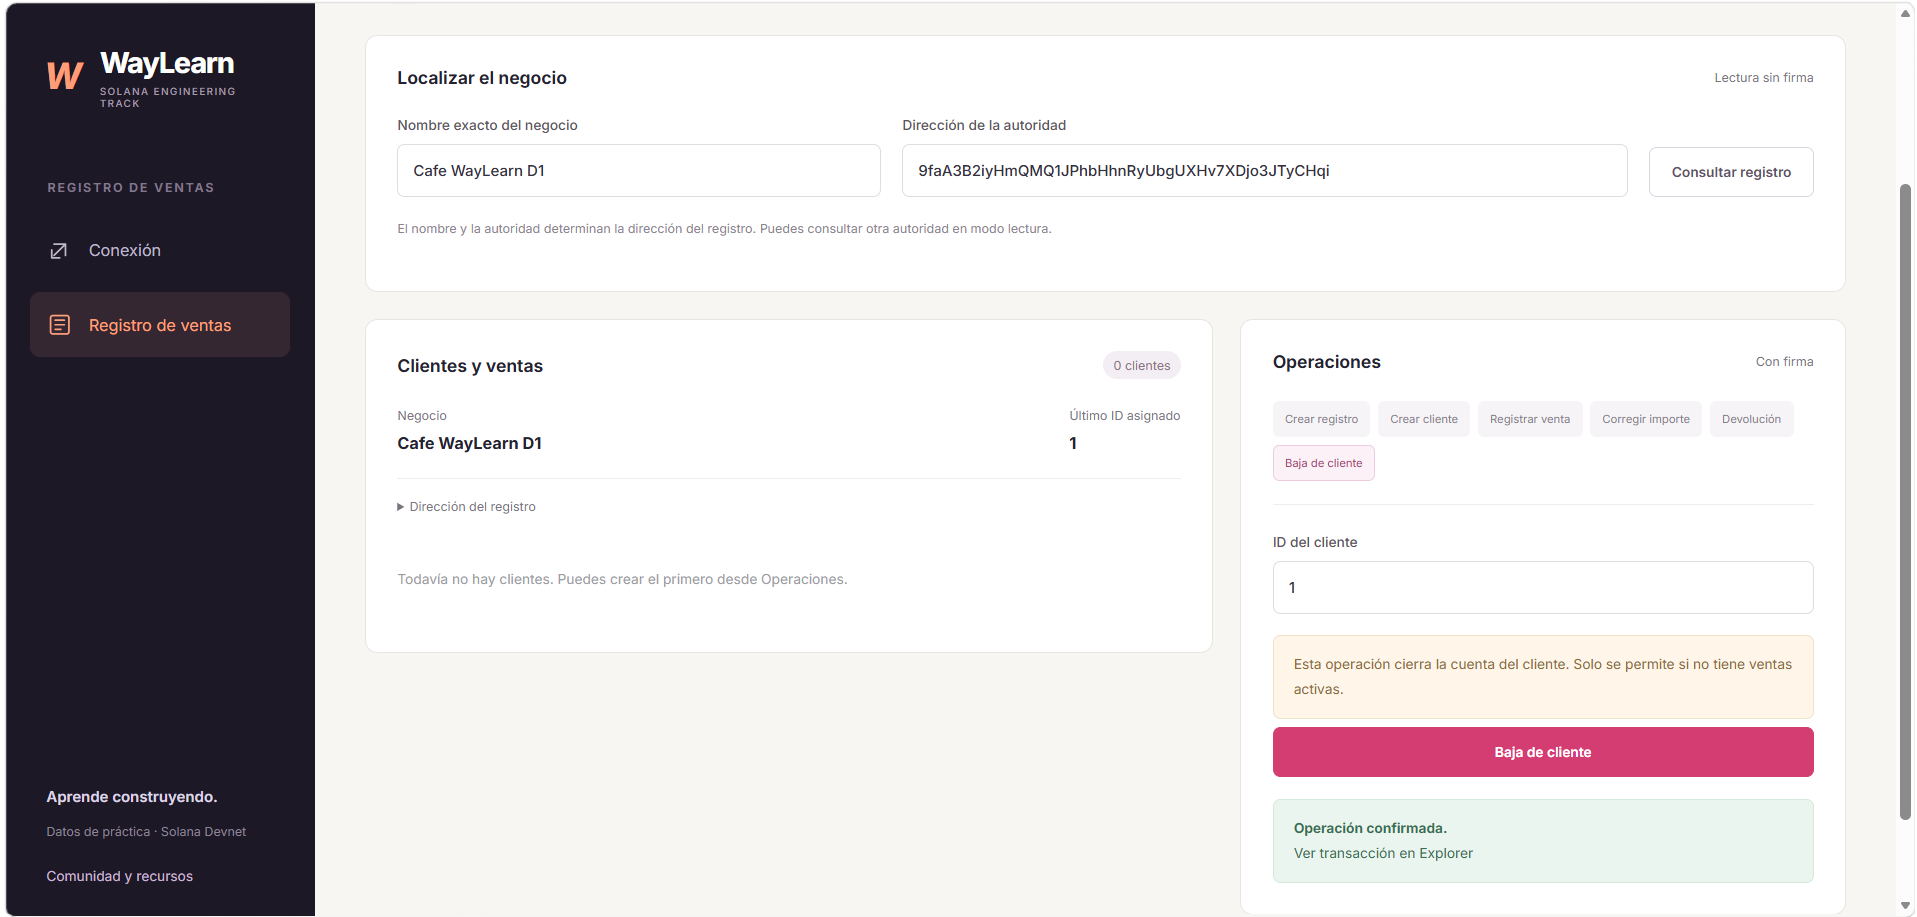 W WayLearn
SOLANA ENGINEERING
TRACK
REGISTRO DE VENTAS
Conexión
Registro de ventas
Aprende construyendo.
Datos de práctica · Solana Devnet
Comunidad y recursos
Localizar el negocio
Lectura sin firma
Nombre exacto del negocio
Dirección de la autoridad
Cafe WayLearn D1
9faA3B2iyHmQMQ1JPhbHhnRyUbgUXHv7XDjo3JTyCHqi
Consultar registro
El nombre y la autoridad determinan la dirección del registro. Puedes consultar otra autoridad en modo lectura.
Clientes y ventas
0 clientes
Negocio
Último ID asignado
Cafe WayLearn D1
1
Dirección del registro
Todavía no hay clientes. Puedes crear el primero desde Operaciones.
Operaciones
Con firma
Crear registro
Crear cliente
Registrar venta
Corregir importe
Devolución
Baja de cliente
ID del cliente
1
Esta operación cierra la cuenta del cliente. Solo se permite si no tiene ventas
activas.
Baja de cliente
Operación confirmada.
Ver transacción en Explorer